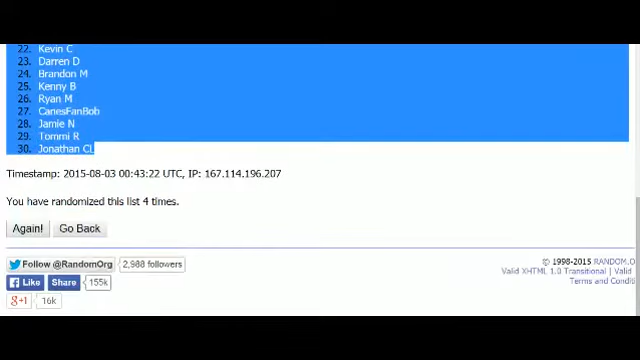 22. Kevin C
23. Darren D
24. Brandon M
25. Kenny B
26. Ryan M
27. CanesFanBob
28. Jamie N
29. Tommi R
30. Jonathan CL
Timestamp: 2015-08-03 00:43:22 UTC, IP: 167.114.196.207
You have randomized this list 4 times.
Again! Go Back
Follow @RandomOrg 2,988 followers
© 1998-2015 RANDOM.O
Valid XHTML 1.0 Transitional | Valid
Like Share 155k
Terms and Conditi
g+1 16k